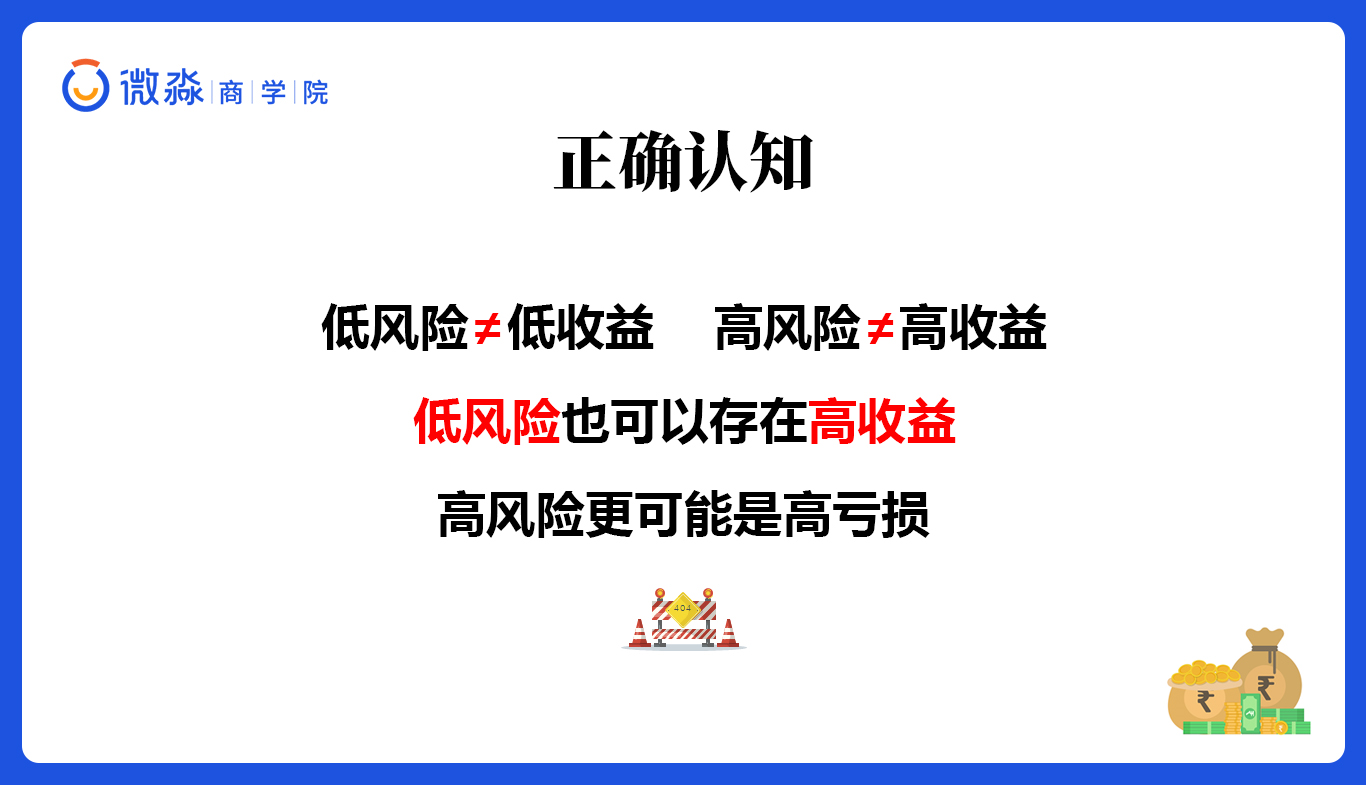 微淼|商|学|院
正确认知
低风险≠低收益 高风险≠高收益
低风险也可以存在高收益
高风险更可能是高亏损
404
₹ ₹